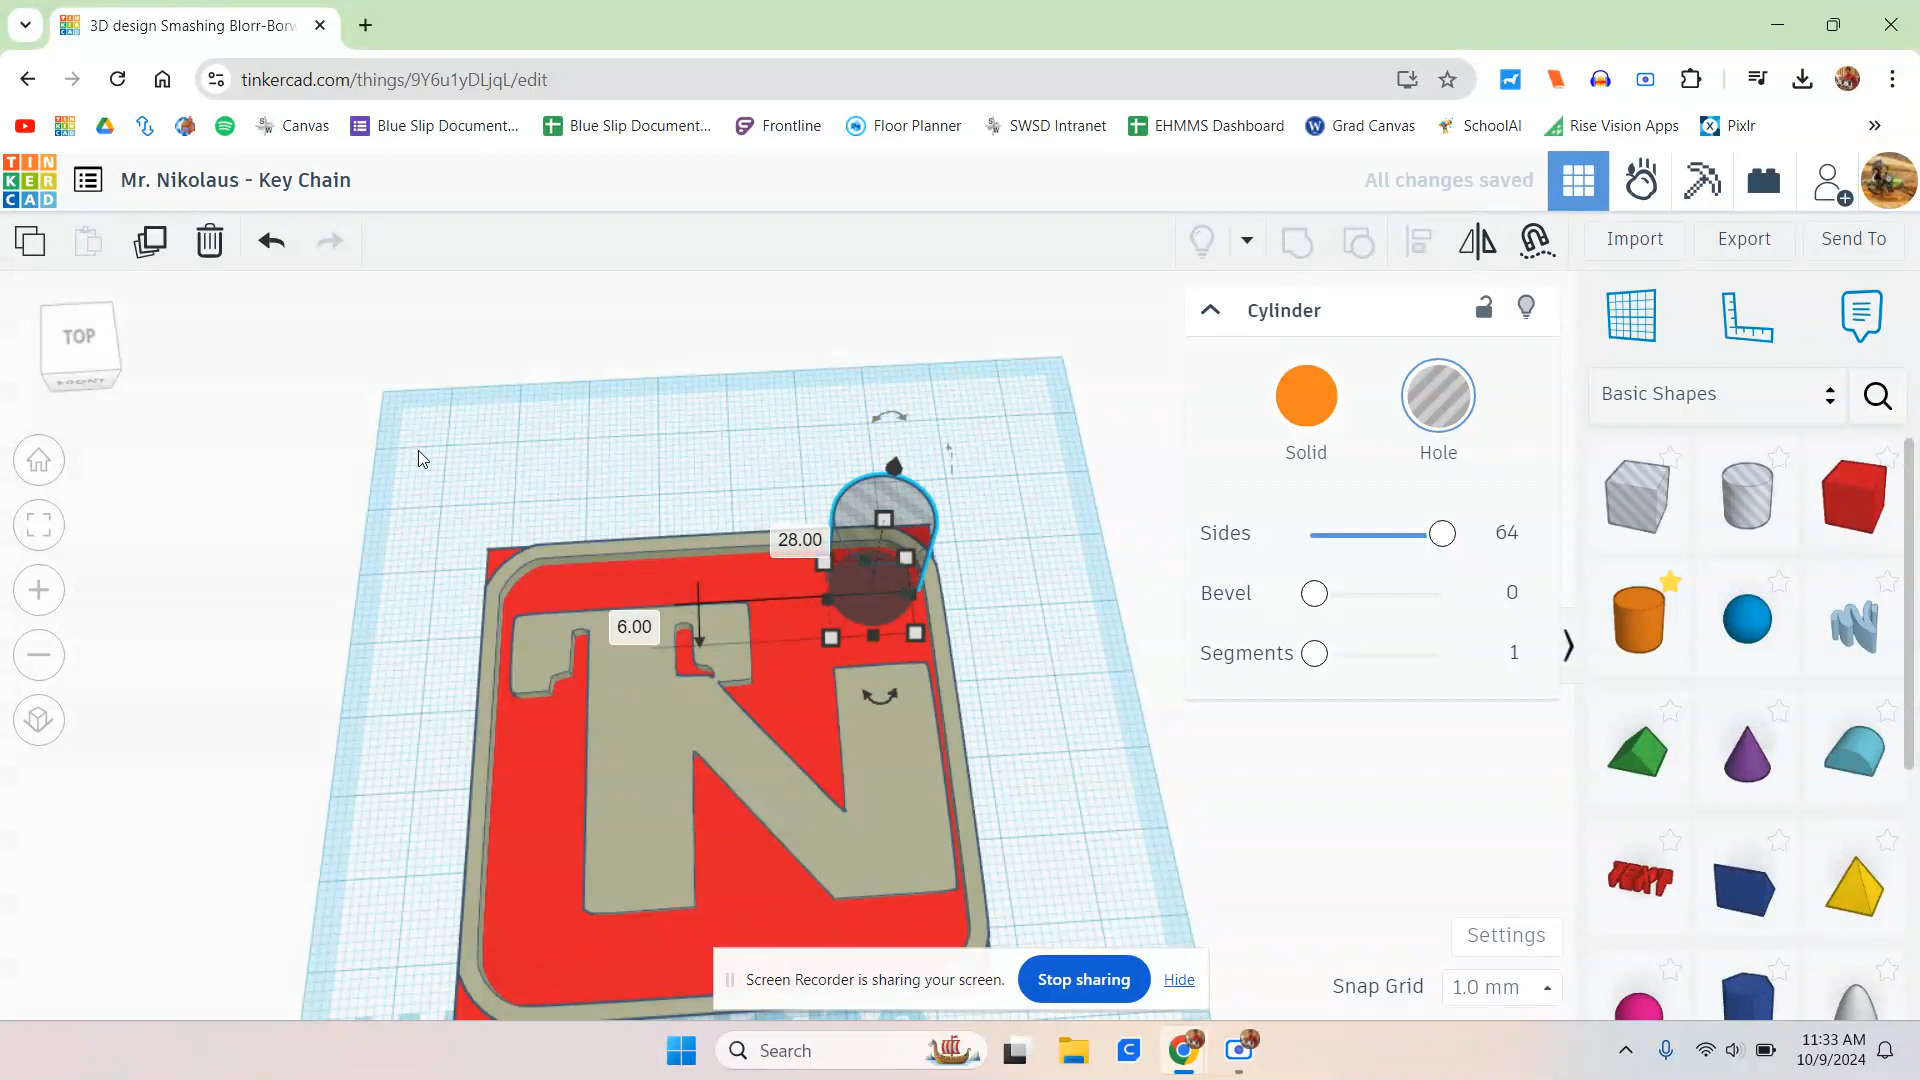 3D design Smashing Blorr-Borw
tinkercad.com/things/9Y6u1yDLjqL/edit
Canvas
Blue Slip Document...
Blue Slip Document...
Frontline
Floor Planner
SWSD Intranet
EHMMS Dashboard
Grad Canvas
SchoolAI
Rise Vision Apps
Pixlr
TIN
KER
CAD
Mr. Nikolaus - Key Chain
All changes saved
Import
Export
Send To
TOP
FRONT
Cylinder
Solid
Hole
Sides
64
Bevel
0
Segments
1
28.00
6.00
TN
Basic Shapes
TEXT
Settings
Snap Grid
1.0 mm
Screen Recorder is sharing your screen.
Stop sharing
Hide
Search
11:33 AM
10/9/2024